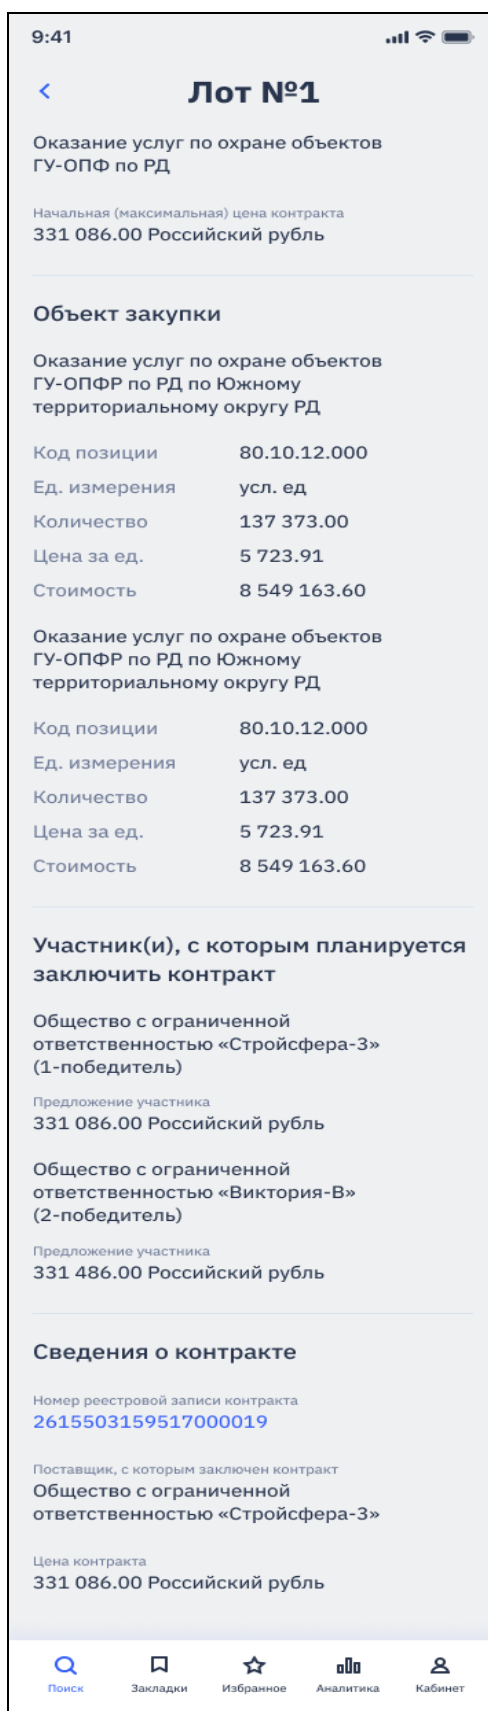 9:41
Лот №1
Оказание услуг по охране объектов
ГУ-ОПФ по РД
Начальная (максимальная) цена контракта
331 086.00 Российский рубль
Объект закупки
Оказание услуг по охране объектов
ГУ-ОПФР по РД по Южному
территориальному округу РД
Код позиции 80.10.12.000
Ед. измерения усл. ед
Количество 137 373.00
Цена за ед. 5 723.91
Стоимость 8 549 163.60
Оказание услуг по охране объектов
ГУ-ОПФР по РД по Южному
территориальному округу РД
Код позиции 80.10.12.000
Ед. измерения усл. ед
Количество 137 373.00
Цена за ед. 5 723.91
Стоимость 8 549 163.60
Участник(и), с которым планируется
заключить контракт
Общество с ограниченной
ответственностью «Стройсфера-3»
(1-победитель)
Предложение участника
331 086.00 Российский рубль
Общество с ограниченной
ответственностью «Виктория-В»
(2-победитель)
Предложение участника
331 486.00 Российский рубль
Сведения о контракте
Номер реестровой записи контракта
2615503159517000019
Поставщик, с которым заключен контракт
Общество с ограниченной
ответственностью «Стройсфера-3»
Цена контракта
331 086.00 Российский рубль
Поиск Закладки Избранное Аналитика Кабинет